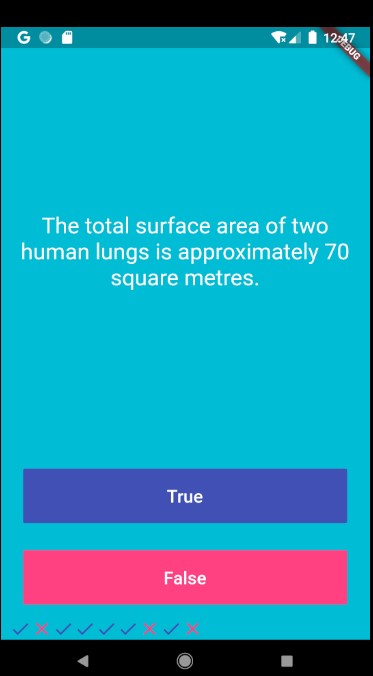 G 12:47
DEBUG
The total surface area of two
human lungs is approximately 70
square metres.
True
False